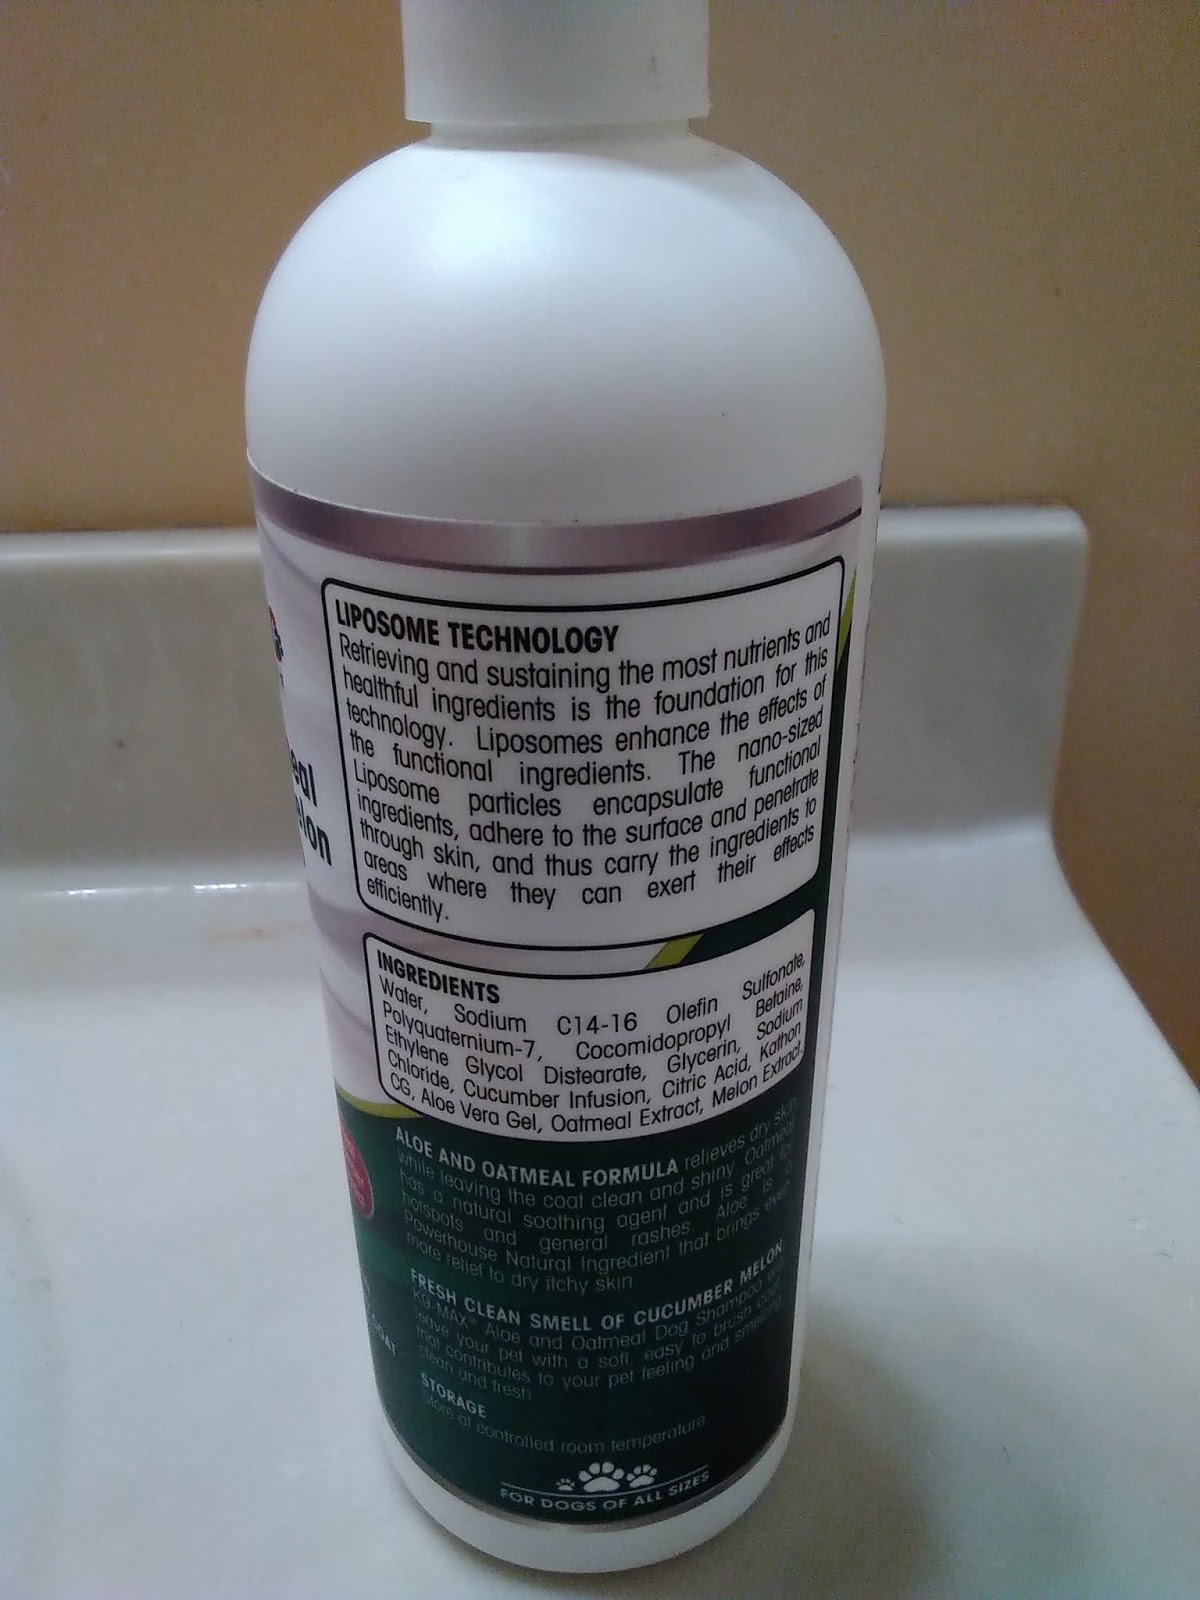 LIPOSOME TECHNOLOGY
Retrieving and sustaining the most nutrients and
healthful ingredients is the foundation for this
technology. Liposomes enhance the effects of
the functional ingredients. The nano-sized
Liposome particles encapsulate functional
ingredients, adhere to the surface and penetrate
through skin, and thus carry the ingredients to
areas where they can exert their effects
efficiently.
eal
elon
INGREDIENTS
Water, Sodium C14-16 Olefin Sulfonate,
Polyquaternium-7, Cocomidopropyl Betaine,
Ethylene Glycol Distearate, Glycerin, Sodium
Chloride, Cucumber Infusion, Citric Acid, Kathon
CG, Aloe Vera Gel, Oatmeal Extract, Melon Extract.
ALOE AND OATMEAL FORMULA relieves dry skin
while leaving the coat clean and shiny. Oatmeal
has a natural soothing agent and is great for
hotspots and general rashes. Aloe is a
Powerhouse Natural Ingredient that brings even
more relief to dry itchy skin.
FRESH CLEAN SMELL OF CUCUMBER MELON
K9 MAX® Aloe and Oatmeal Dog Shampoo
leave your pet with a soft, easy to brush coat
that contributes to your pet feeling and smelling
clean and fresh
COAT
STORAGE
Store at controlled room temperature
FOR DOGS OF ALL SIZES